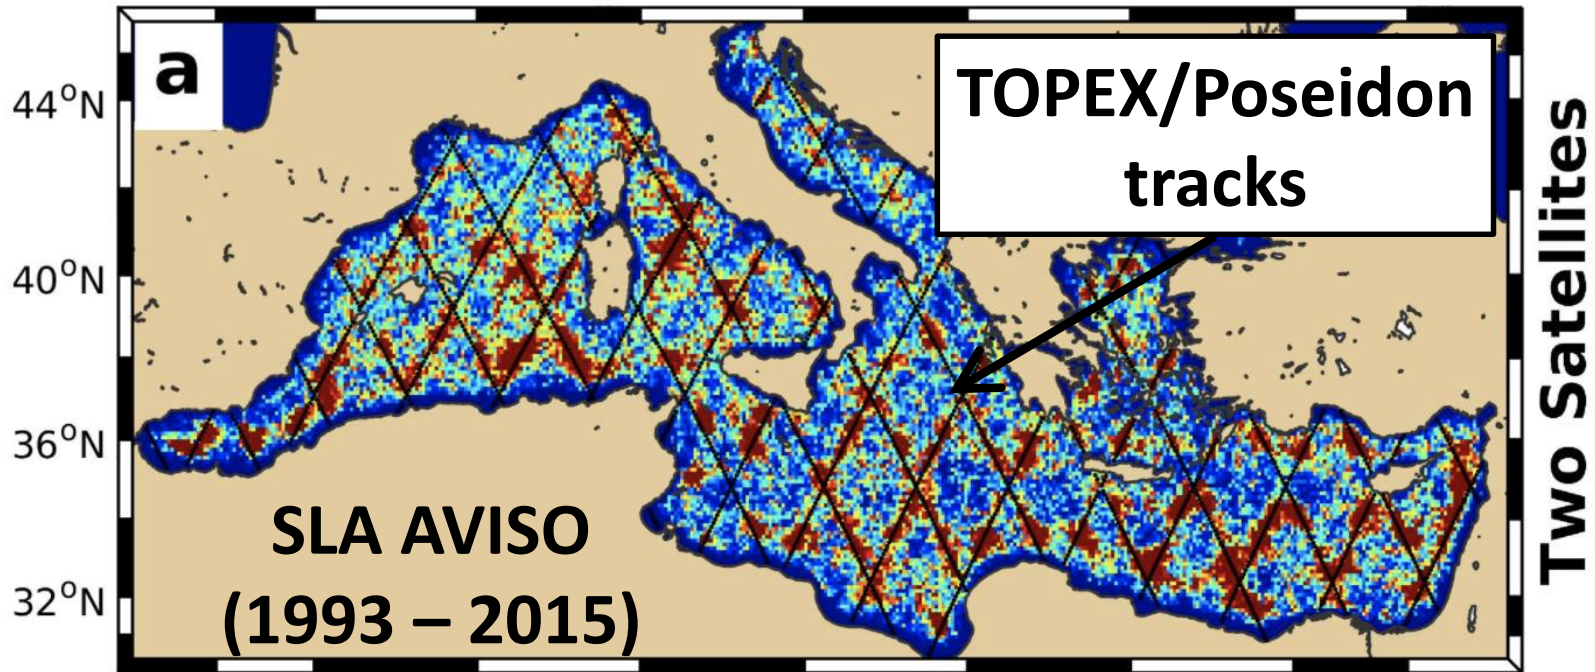 a
TOPEX/Poseidon
tracks
44°N
40°N
36°N
32°N
SLA AVISO
(1993 – 2015)
Two Satellites